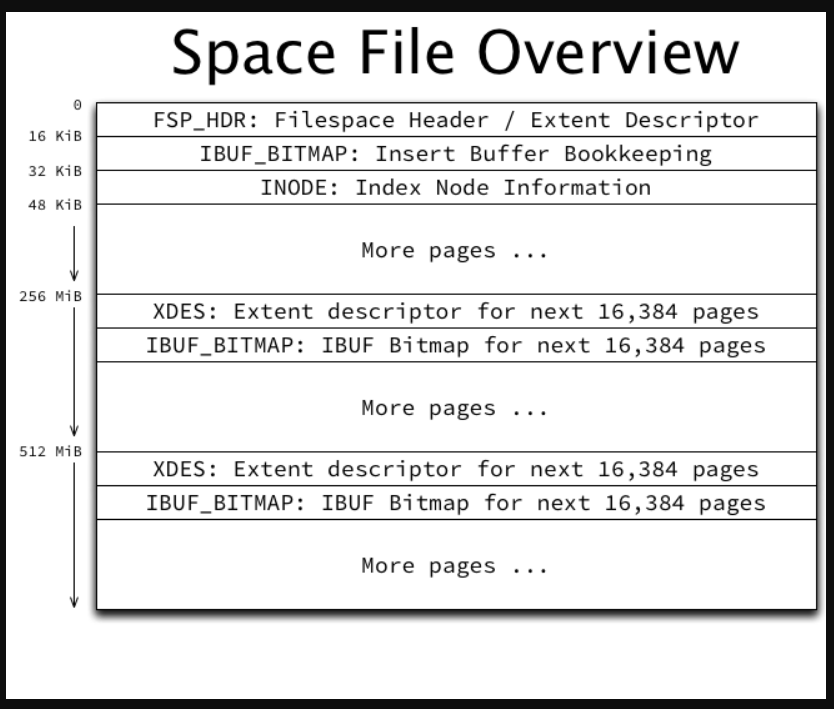 Space File Overview
0
FSP_HDR: Filespace Header / Extent Descriptor
16 KiB
IBUF_BITMAP: Insert Buffer Bookkeeping
32 KiB
INODE: Index Node Information
48 KiB
More pages ...
256 MiB
XDES: Extent descriptor for next 16,384 pages
IBUF_BITMAP: IBUF Bitmap for next 16,384 pages
More pages ...
512 MiB
XDES: Extent descriptor for next 16,384 pages
IBUF_BITMAP: IBUF Bitmap for next 16,384 pages
More pages ...